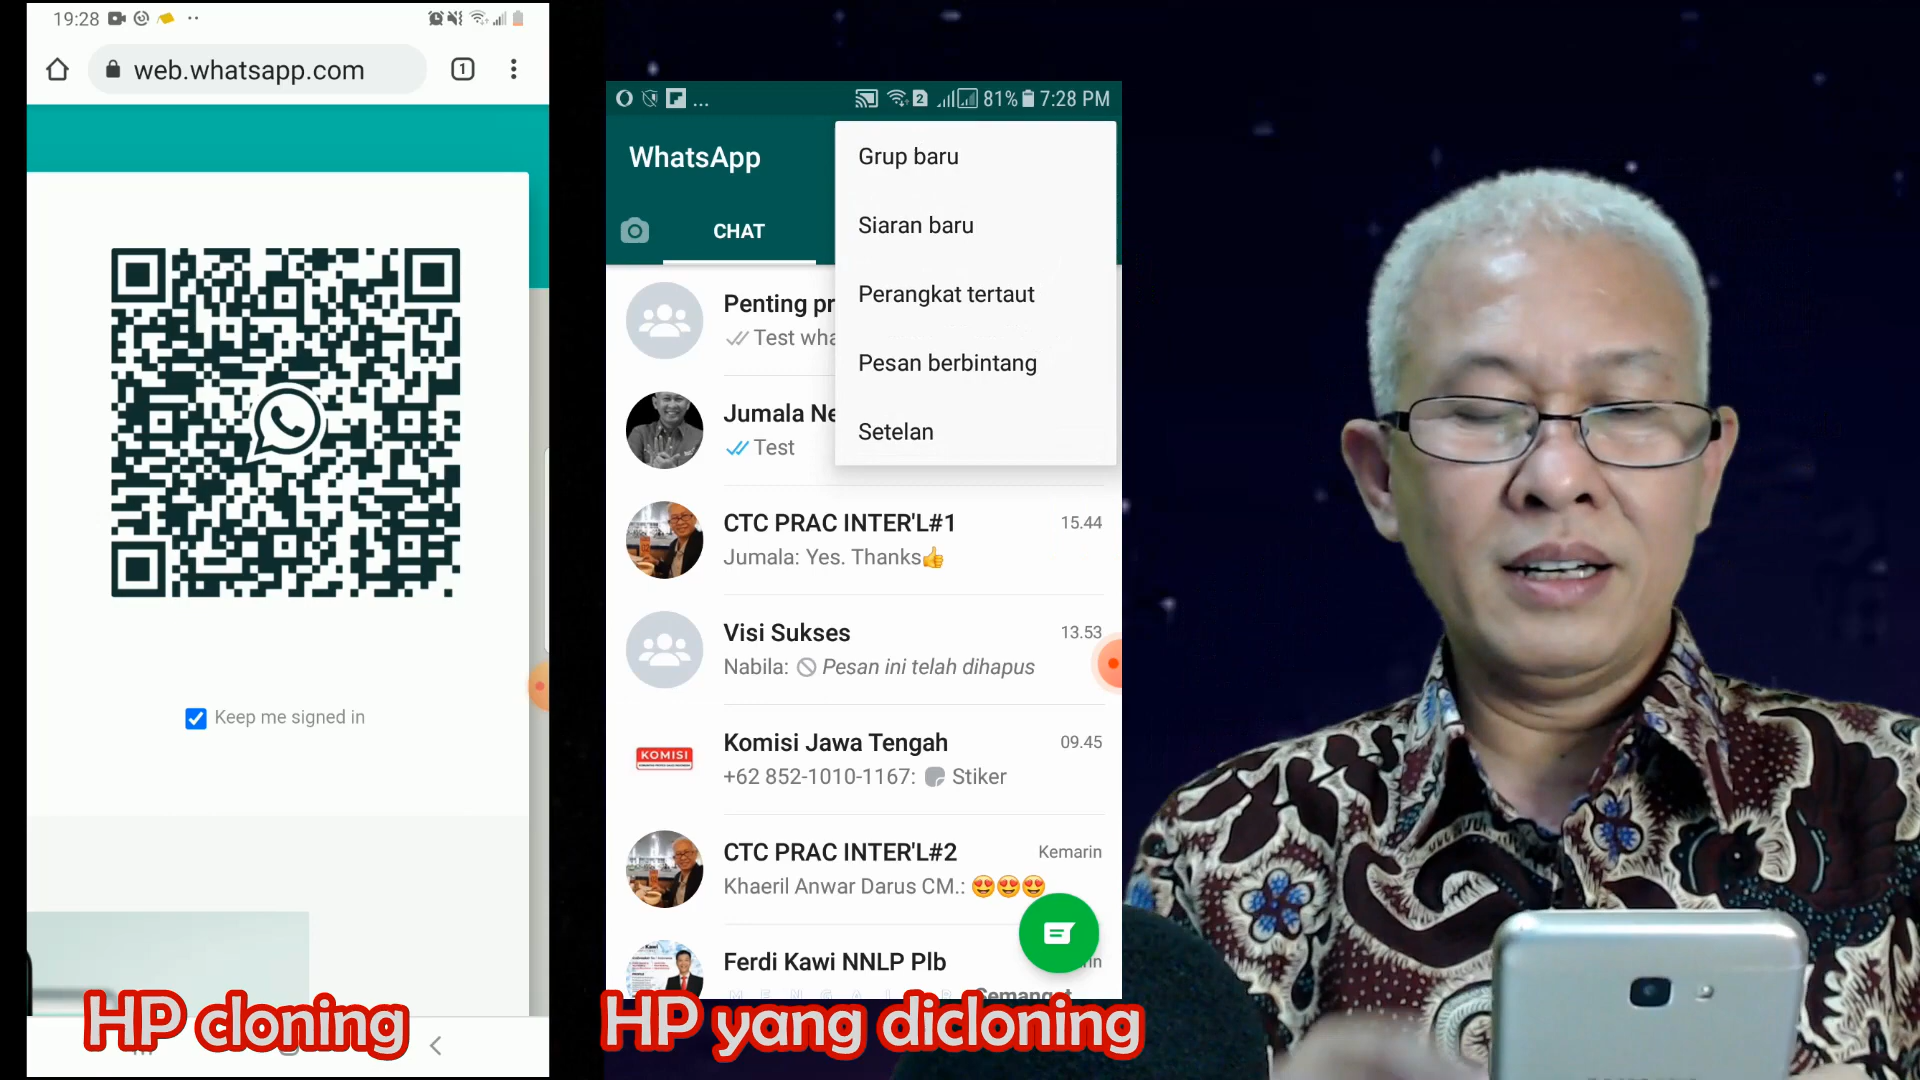 19:28
web.whatsapp.com
1
Keep me signed in
HP cloning
2 81% 7:28 PM
WhatsApp
CHAT
Grup baru
Siaran baru
Perangkat tertaut
Pesan berbintang
Setelan
Penting pr
Test wha
Jumala Ne
Test
CTC PRAC INTER'L#1 15.44
Jumala: Yes. Thanks👍
Visi Sukses 13.53
Nabila: Pesan ini telah dihapus
KOMISI
Komisi Jawa Tengah 09.45
+62 852-1010-1167: Stiker
CTC PRAC INTER'L#2 Kemarin
Khaeril Anwar Darus CM.: 😍😍😍
Ferdi Kawi NNLP Plb
HP yang dicloning